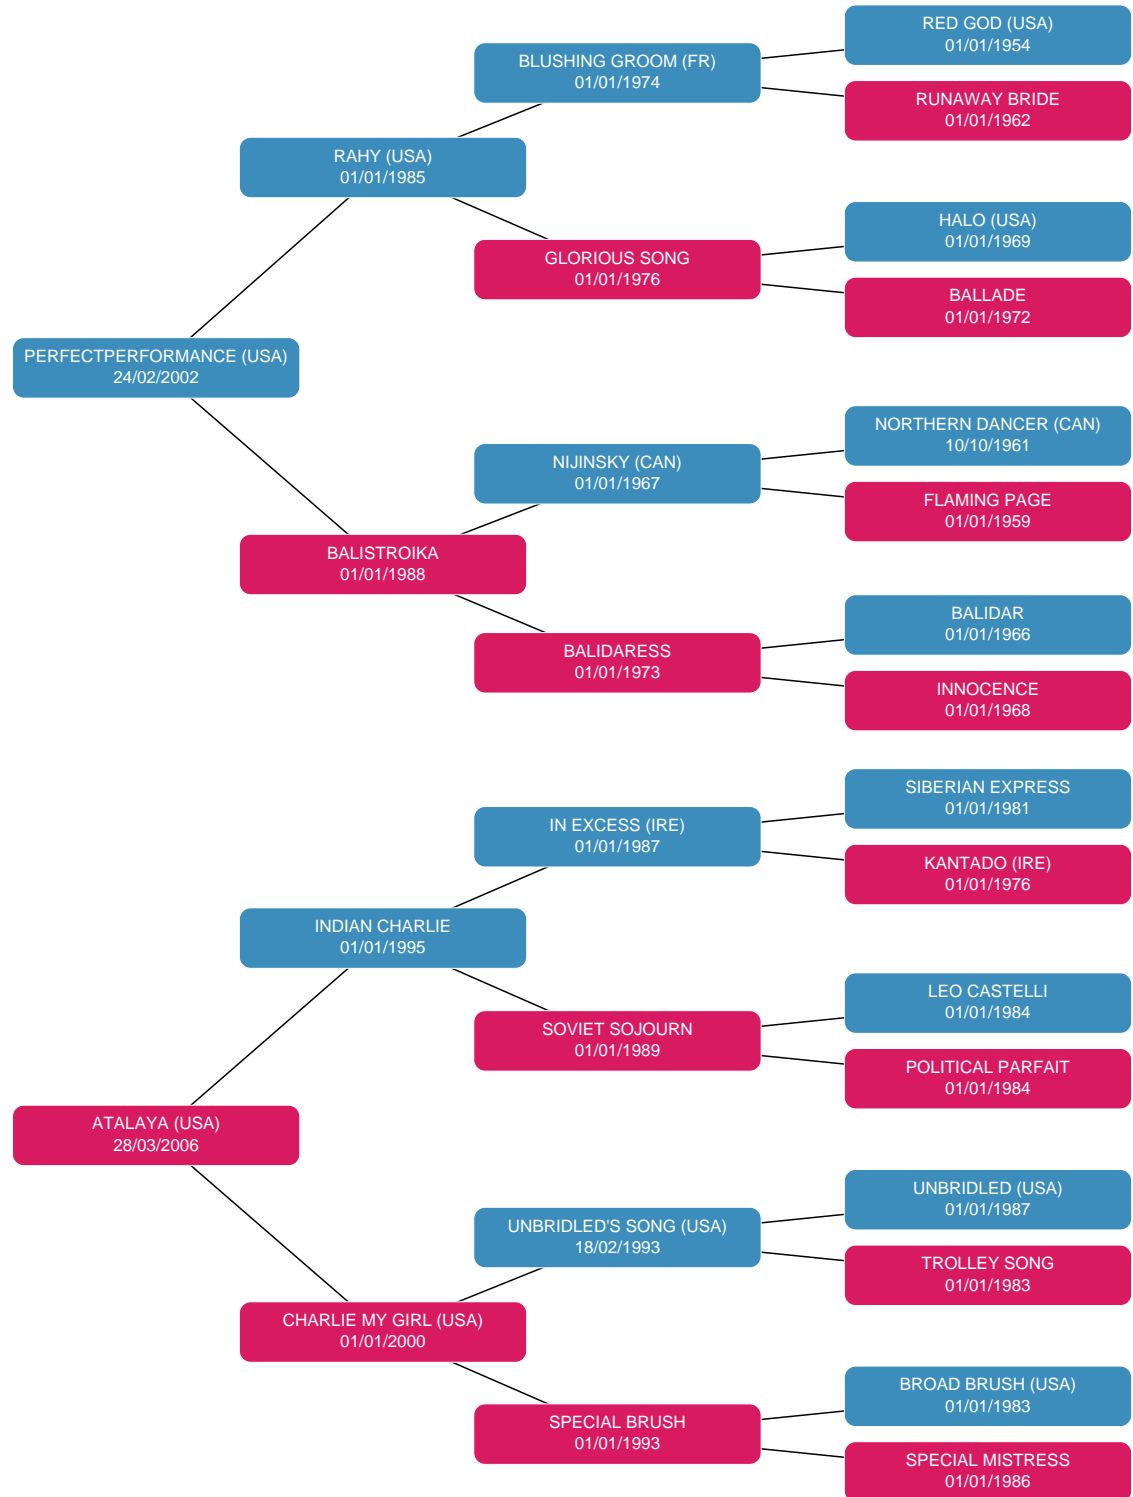 RED GOD (USA)
01/01/1954
BLUSHING GROOM (FR)
01/01/1974
RUNAWAY BRIDE
01/01/1962
RAHY (USA)
01/01/1985
HALO (USA)
01/01/1969
GLORIOUS SONG
01/01/1976
BALLADE
01/01/1972
PERFECTPERFORMANCE (USA)
24/02/2002
NORTHERN DANCER (CAN)
10/10/1961
NIJINSKY (CAN)
01/01/1967
FLAMING PAGE
01/01/1959
BALISTROIKA
01/01/1988
BALIDAR
01/01/1966
BALIDARESS
01/01/1973
INNOCENCE
01/01/1968
SIBERIAN EXPRESS
01/01/1981
IN EXCESS (IRE)
01/01/1987
KANTADO (IRE)
01/01/1976
INDIAN CHARLIE
01/01/1995
LEO CASTELLI
01/01/1984
SOVIET SOJOURN
01/01/1989
POLITICAL PARFAIT
01/01/1984
ATALAYA (USA)
28/03/2006
UNBRIDLED (USA)
01/01/1987
UNBRIDLED'S SONG (USA)
18/02/1993
TROLLEY SONG
01/01/1983
CHARLIE MY GIRL (USA)
01/01/2000
BROAD BRUSH (USA)
01/01/1983
SPECIAL BRUSH
01/01/1993
SPECIAL MISTRESS
01/01/1986